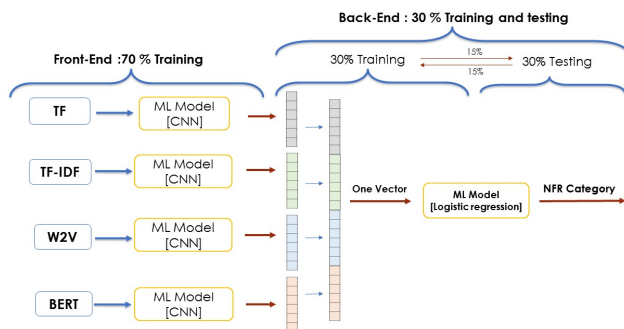 Back-End : 30 % Training and testing
Front-End :70 % Training
30% Training
15%
15%
30% Testing
TF
ML Model
[CNN]
TF-IDF
ML Model
[CNN]
One Vector
ML Model
[Logistic regression]
NFR Category
W2V
ML Model
[CNN]
BERT
ML Model
[CNN]